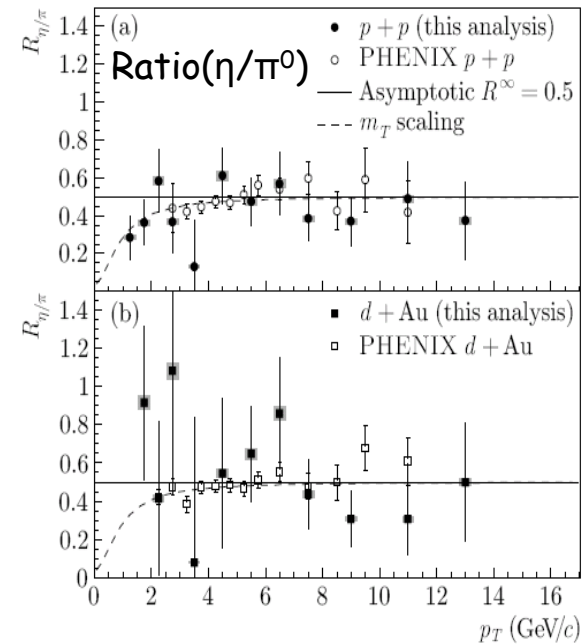 (a)
p + p (this analysis)
Ratio(η/π⁰)
PHENIX p + p
Asymptotic R^∞ = 0.5
m_T scaling
R_η/π
1.4
1.2
1
0.8
0.6
0.4
0.2
(b)
d + Au (this analysis)
PHENIX d + Au
R_η/π
1.4
1.2
1
0.8
0.6
0.4
0.2
0
0 2 4 6 8 10 12 14 16
p_T (GeV/c)